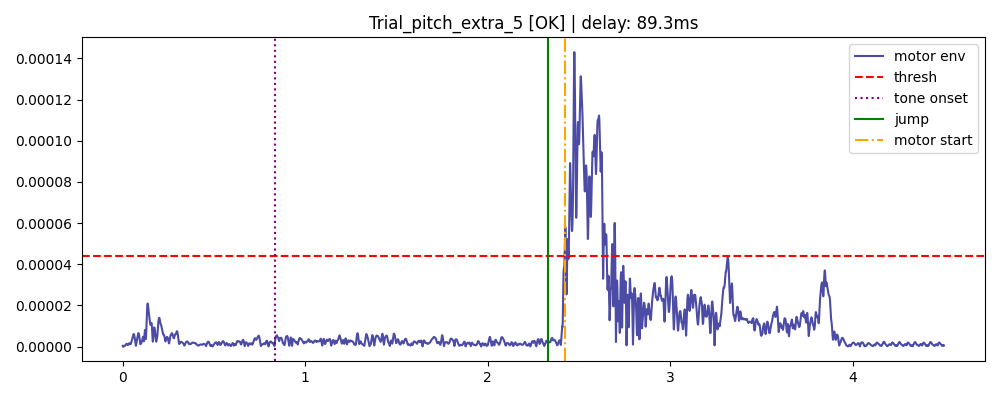 Trial_pitch_extra_5 [OK] | delay: 89.3ms
0.00014
0.00012
0.00010
0.00008
0.00006
0.00004
0.00002
0.00000
motor env
thresh
tone onset
jump
motor start
0 1 2 3 4